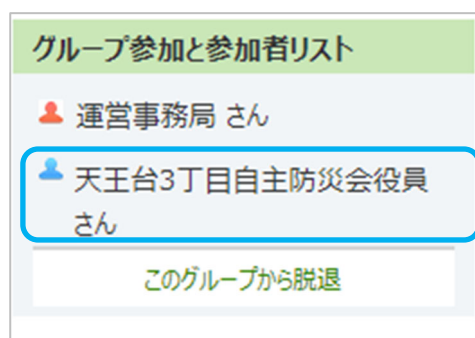 グループ参加と参加者リスト
運営事務局 さん
天王台3丁目自主防災会役員
さん
このグループから脱退